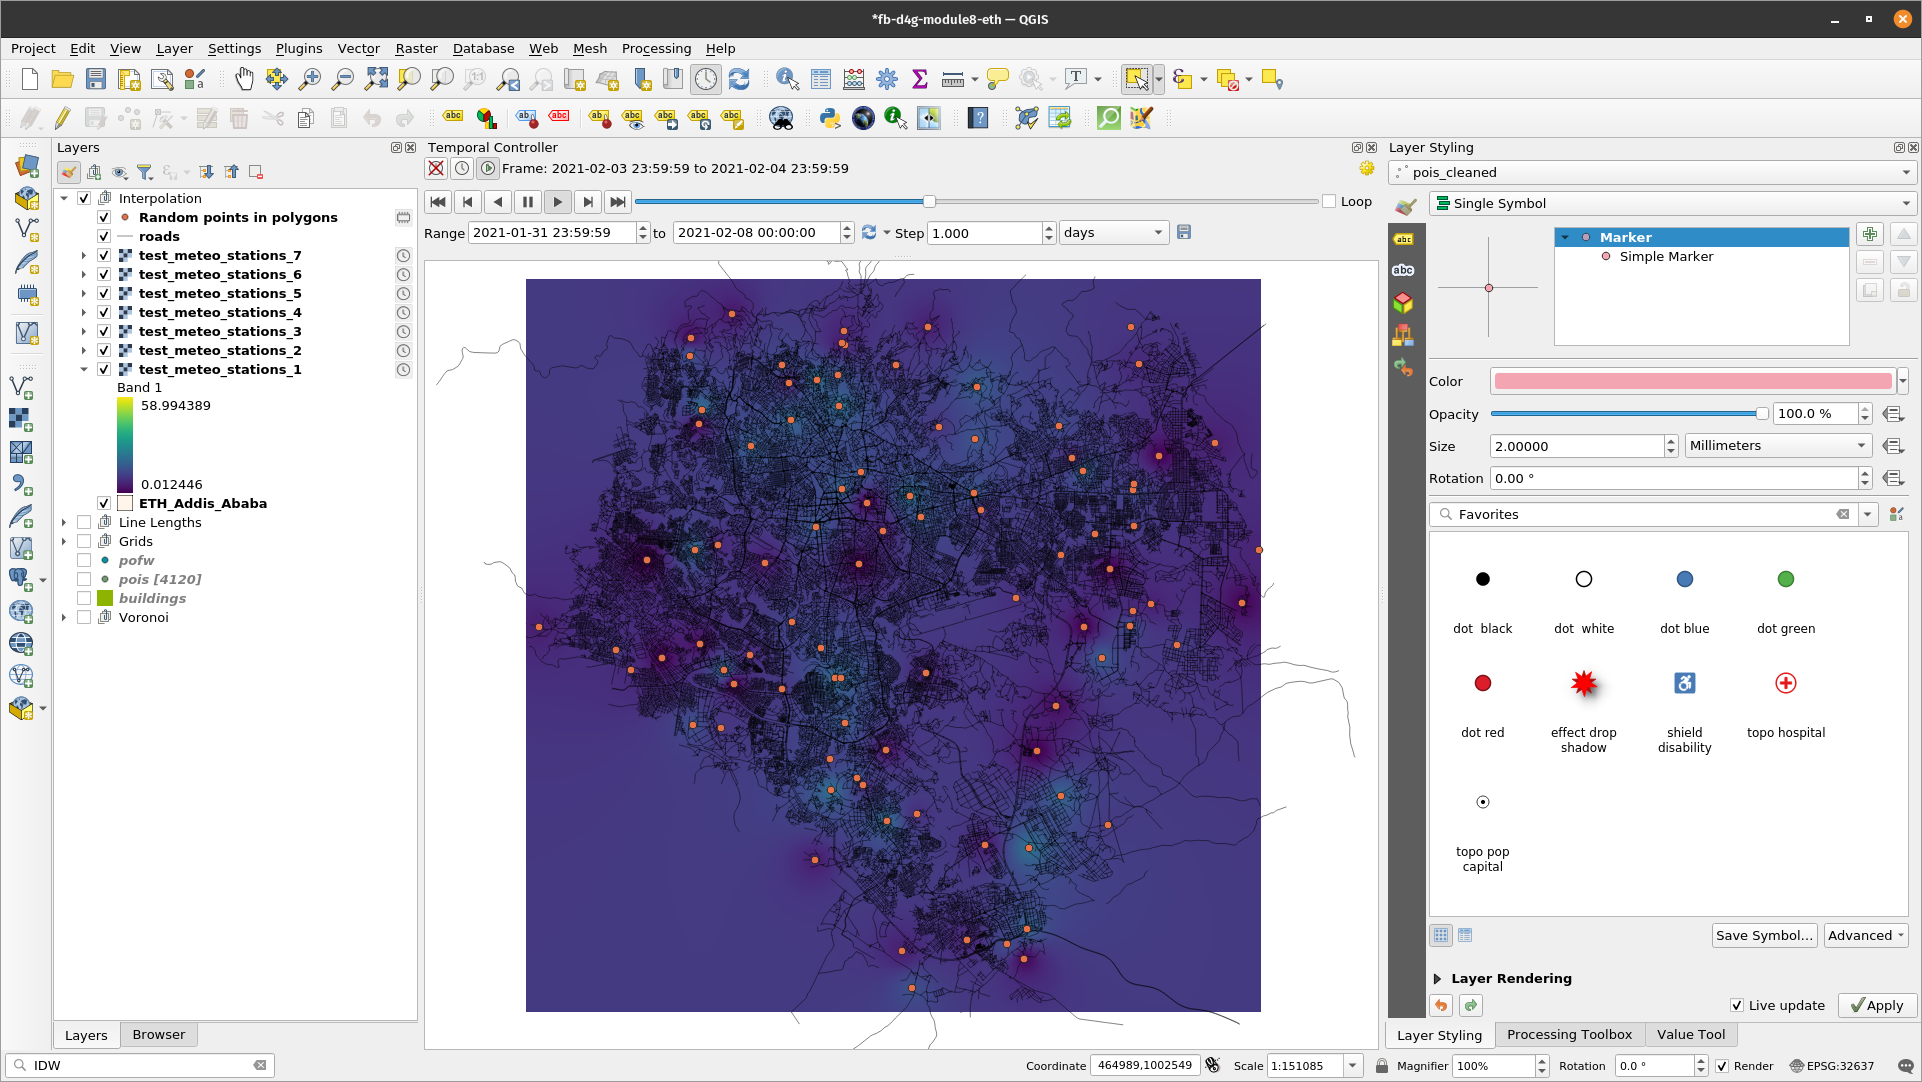 *fb-d4g-module8-eth — QGIS
Project Edit View Layer Settings Plugins Vector Raster Database Web Mesh Processing Help
Layers
Interpolation
Random points in polygons
roads
test_meteo_stations_7
test_meteo_stations_6
test_meteo_stations_5
test_meteo_stations_4
test_meteo_stations_3
test_meteo_stations_2
test_meteo_stations_1
Band 1
58.994389
0.012446
ETH_Addis_Ababa
Line Lengths
Grids
pofw
pois [4120]
buildings
Voronoi
Layers Browser
IDW
Temporal Controller
Frame: 2021-02-03 23:59:59 to 2021-02-04 23:59:59
Loop
Range 2021-01-31 23:59:59 to 2021-02-08 00:00:00 Step 1.000 days
Layer Styling
pois_cleaned
Single Symbol
Marker
Simple Marker
Color
Opacity 100.0 %
Size 2.00000 Millimeters
Rotation 0.00 °
Favorites
dot black dot white dot blue dot green
dot red effect drop shadow shield disability topo hospital
topo pop capital
Save Symbol... Advanced
Layer Rendering
Live update Apply
Layer Styling Processing Toolbox Value Tool
Coordinate 464989,1002549 Scale 1:151085 Magnifier 100% Rotation 0.0 ° Render EPSG:32637